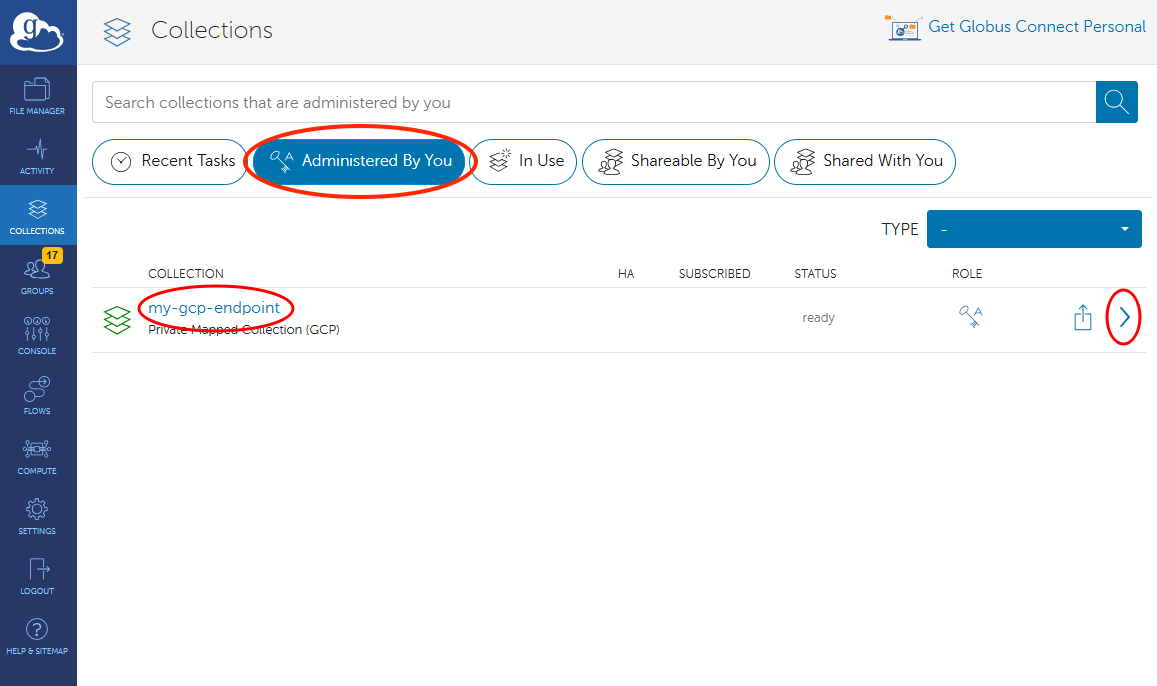 g
Collections
Get Globus Connect Personal
FILE MANAGER
ACTIVITY
COLLECTIONS
17
GROUPS
CONSOLE
FLOWS
COMPUTE
SETTINGS
LOGOUT
?
HELP & SITEMAP
Search collections that are administered by you
Recent Tasks
Administered By You
In Use
Shareable By You
Shared With You
TYPE -
COLLECTION HA SUBSCRIBED STATUS ROLE
my-gcp-endpoint
Private Mapped Collection (GCP)
ready
A